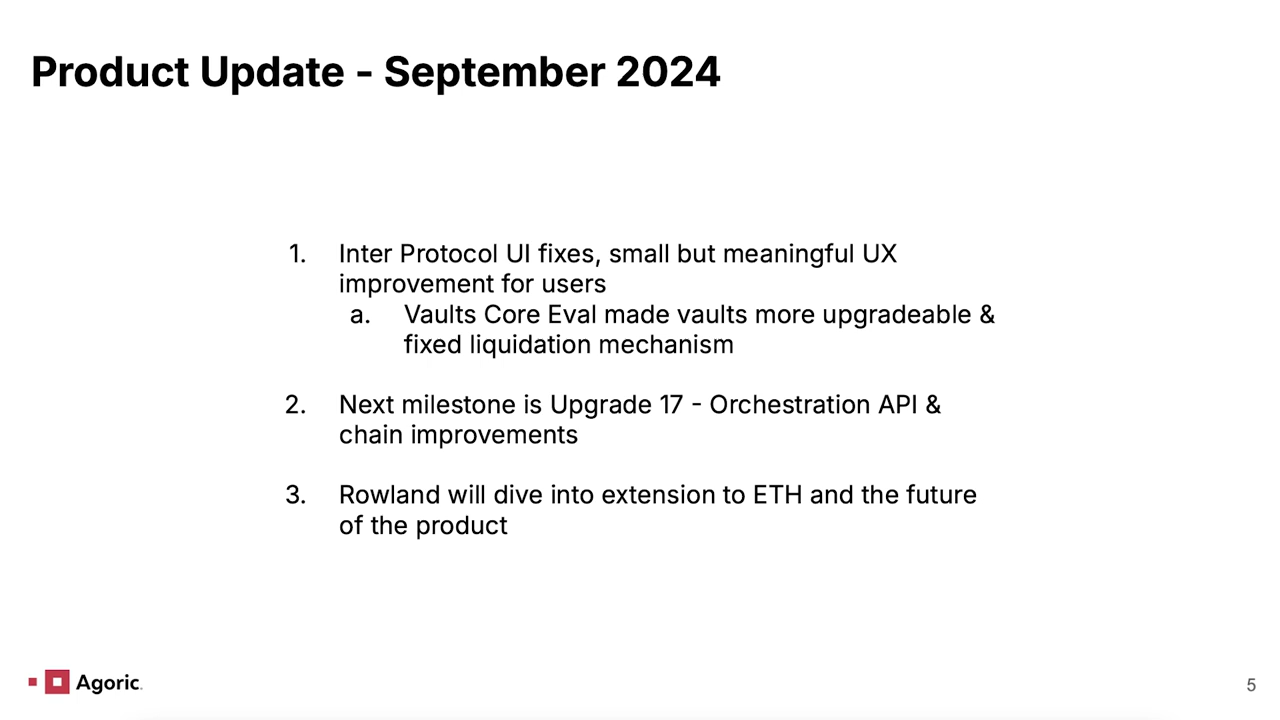 Product Update - September 2024
1. Inter Protocol UI fixes, small but meaningful UX
improvement for users
a. Vaults Core Eval made vaults more upgradeable &
fixed liquidation mechanism
2. Next milestone is Upgrade 17 - Orchestration API &
chain improvements
3. Rowland will dive into extension to ETH and the future
of the product
Agoric.
5